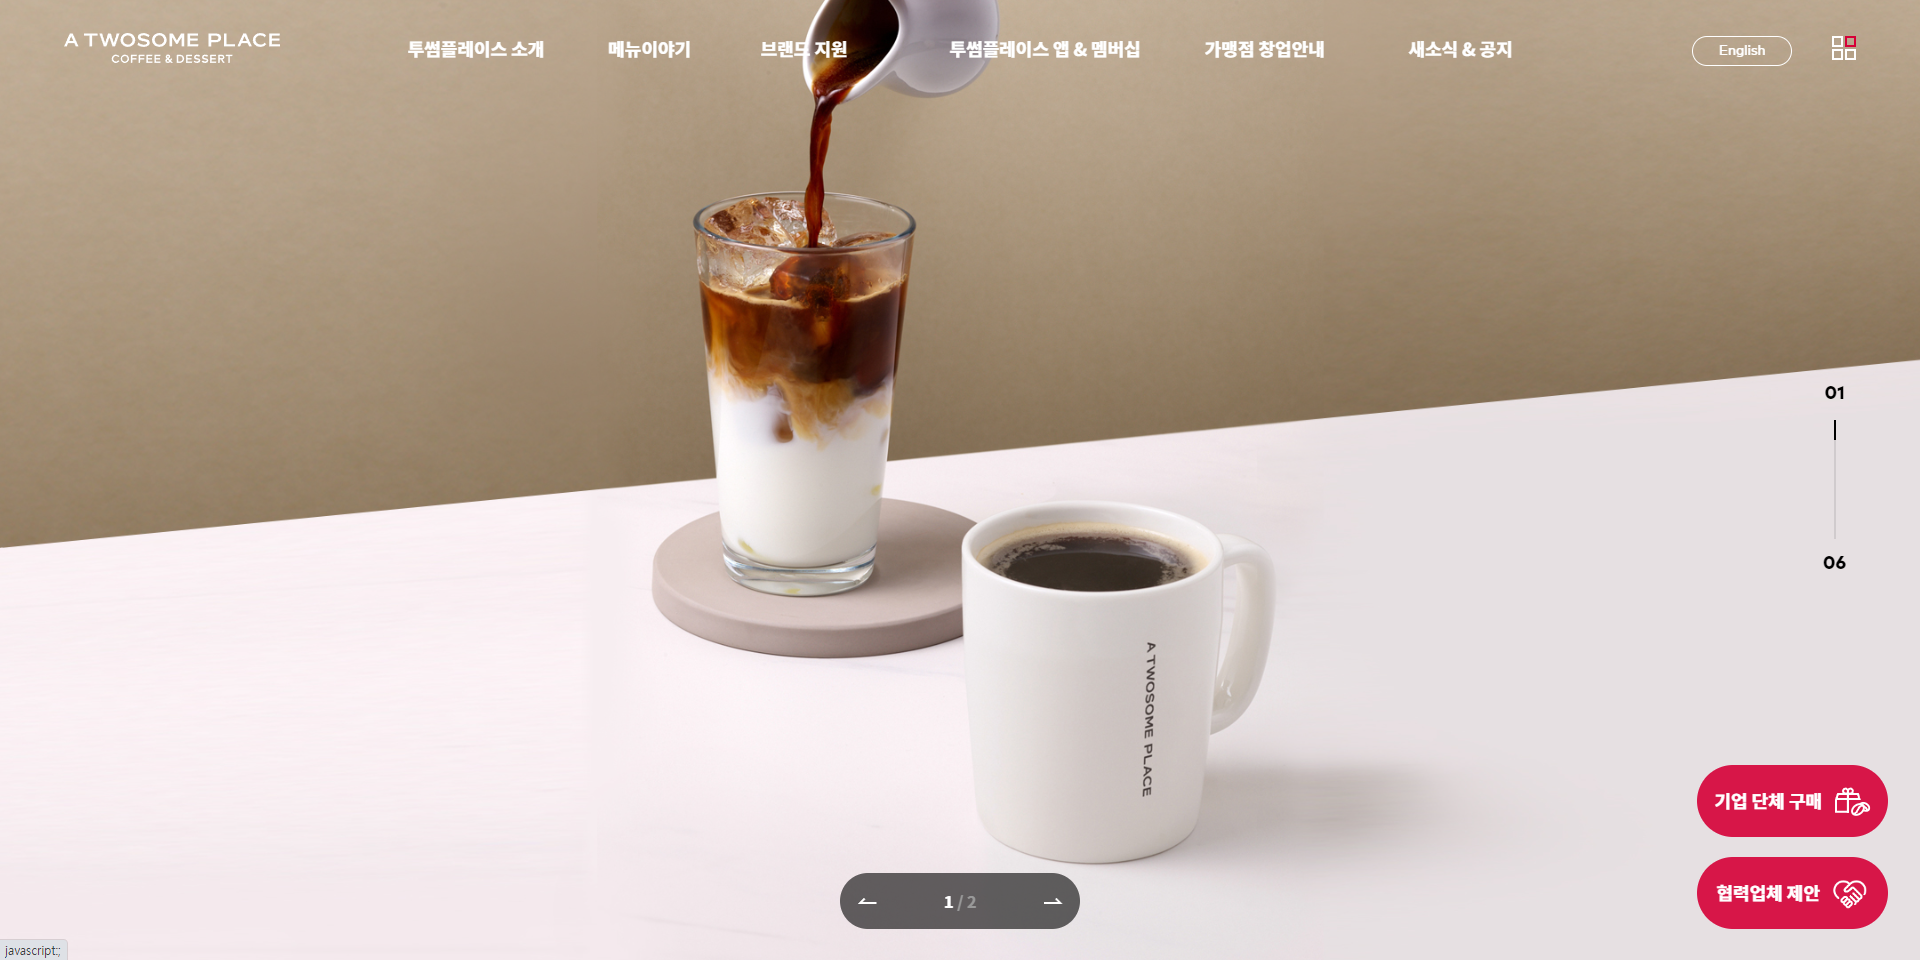 A TWOSOME PLACE
COFFEE & DESSERT
투썸플레이스 소개
메뉴이야기
브랜드 지원
투썸플레이스 앱 & 멤버십
가맹점 창업안내
새소식 & 공지
English
01
06
A TWOSOME PLACE
기업 단체 구매
협력업체 제안
1 / 2
javascript:;